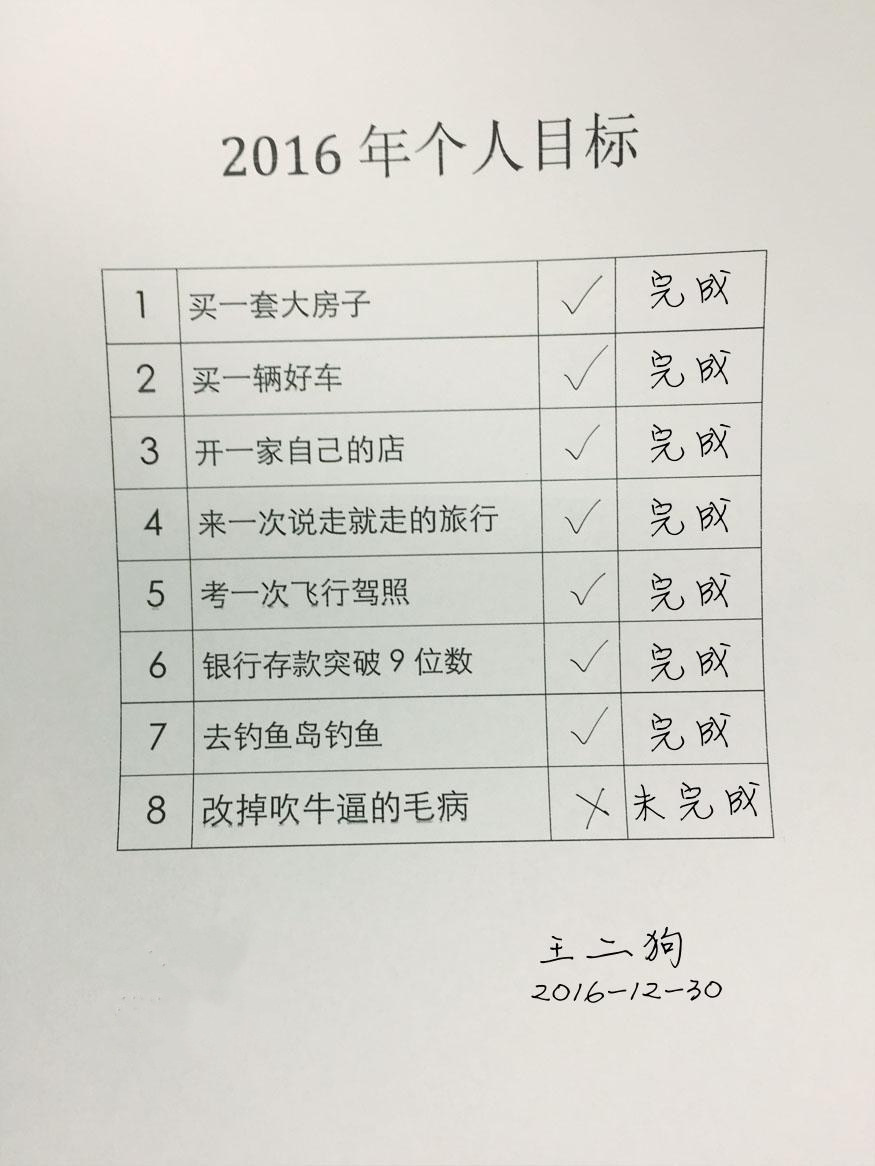 2016 年个人目标
1 买一套大房子 ✓ 完成
2 买一辆好车 ✓ 完成
3 开一家自己的店 ✓ 完成
4 来一次说走就走的旅行 ✓ 完成
5 考一次飞行驾照 ✓ 完成
6 银行存款突破 9 位数 ✓ 完成
7 去钓鱼岛钓鱼 ✓ 完成
8 改掉吹牛逼的毛病 ✗ 未完成
王二狗
2016-12-30